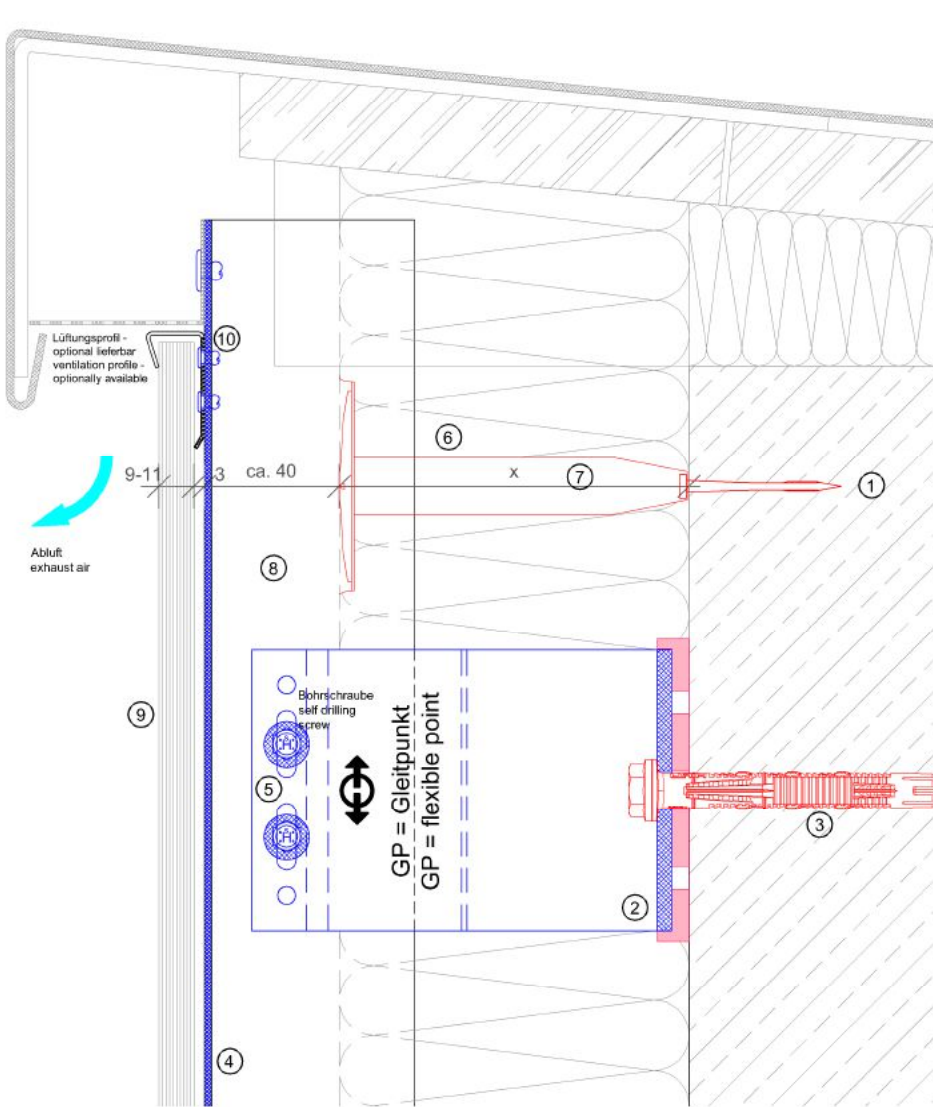 10
Lüftungsprofil -
optional lieferbar
ventilation profile -
optionally available
6
9-11
3
ca. 40
x
7
1
Abluft
exhaust air
8
Bohrschraube
self drilling
screw
9
GP = Gleitpunkt
GP = flexible point
5
3
2
4